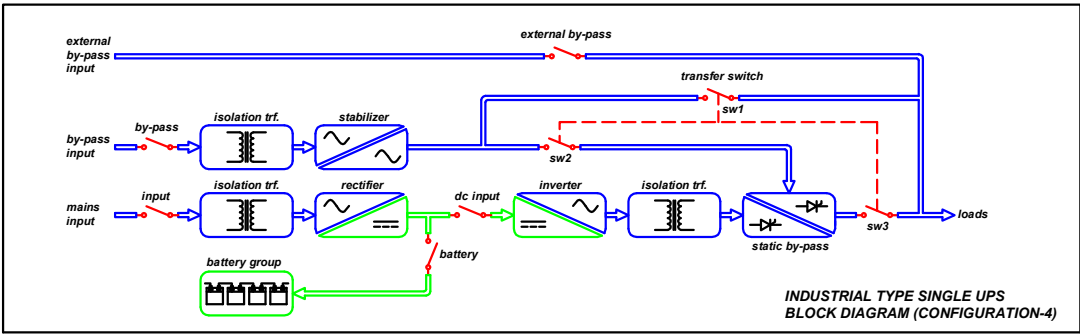 external
by-pass
input
external by-pass
transfer switch
sw1
by-pass
input
by-pass
isolation trf.
stabilizer
sw2
mains
input
input
isolation trf.
rectifier
dc input
inverter
isolation trf.
static by-pass
sw3
loads
battery
battery group
INDUSTRIAL TYPE SINGLE UPS
BLOCK DIAGRAM (CONFIGURATION-4)